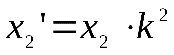 x₂' = x₂ · k²